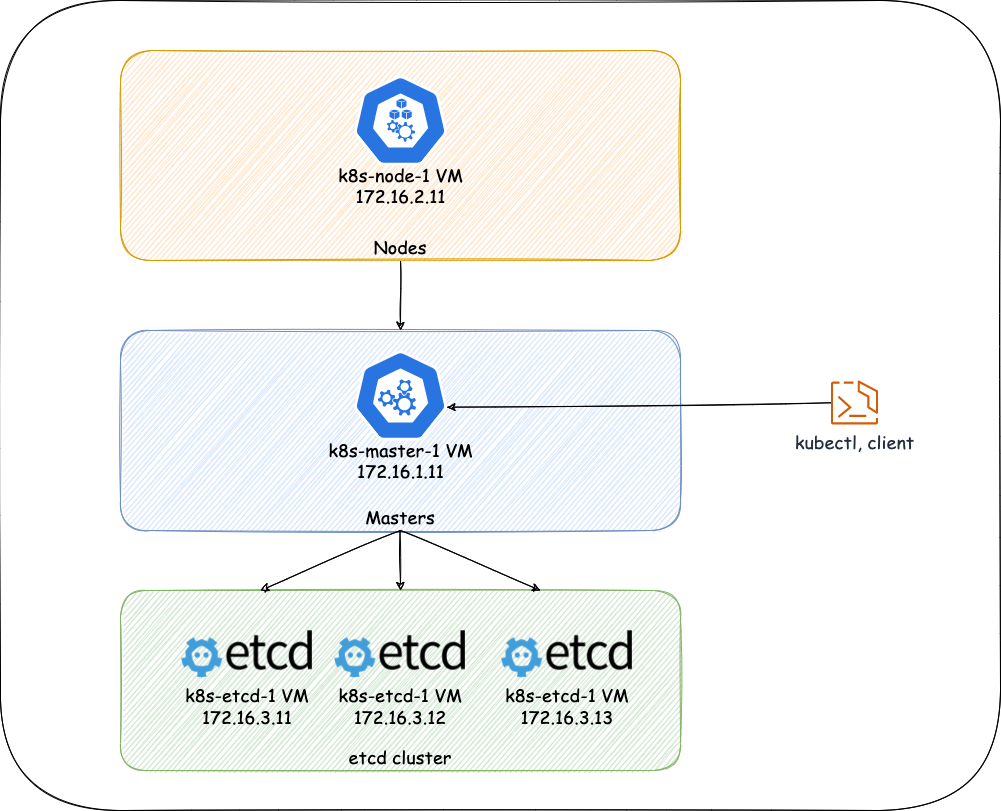 k8s-node-1 VM
172.16.2.11
Nodes
k8s-master-1 VM
172.16.1.11
kubectl, client
Masters
etcd etcd etcd
k8s-etcd-1 VM k8s-etcd-1 VM k8s-etcd-1 VM
172.16.3.11 172.16.3.12 172.16.3.13
etcd cluster